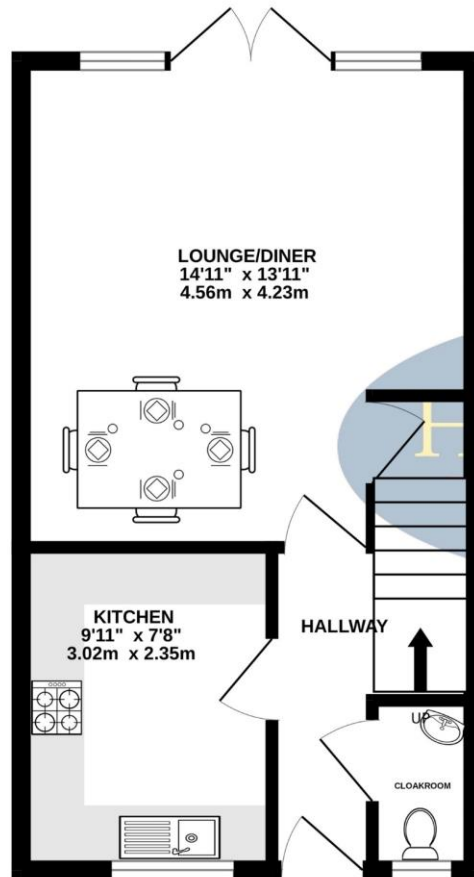 LOUNGE/DINER
14'11" x 13'11"
4.56m x 4.23m
H
KITCHEN
9'11" x 7'8"
3.02m x 2.35m
HALLWAY
UP
CLOAKROOM